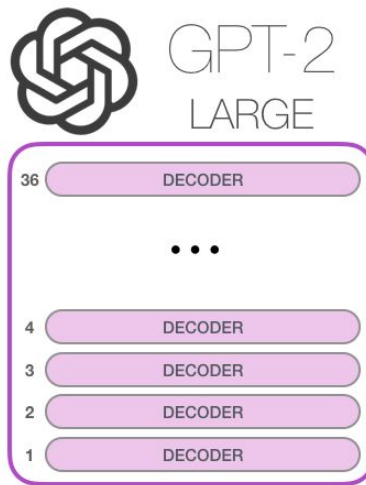 GPT-2
LARGE
36 DECODER
...
4 DECODER
3 DECODER
2 DECODER
1 DECODER